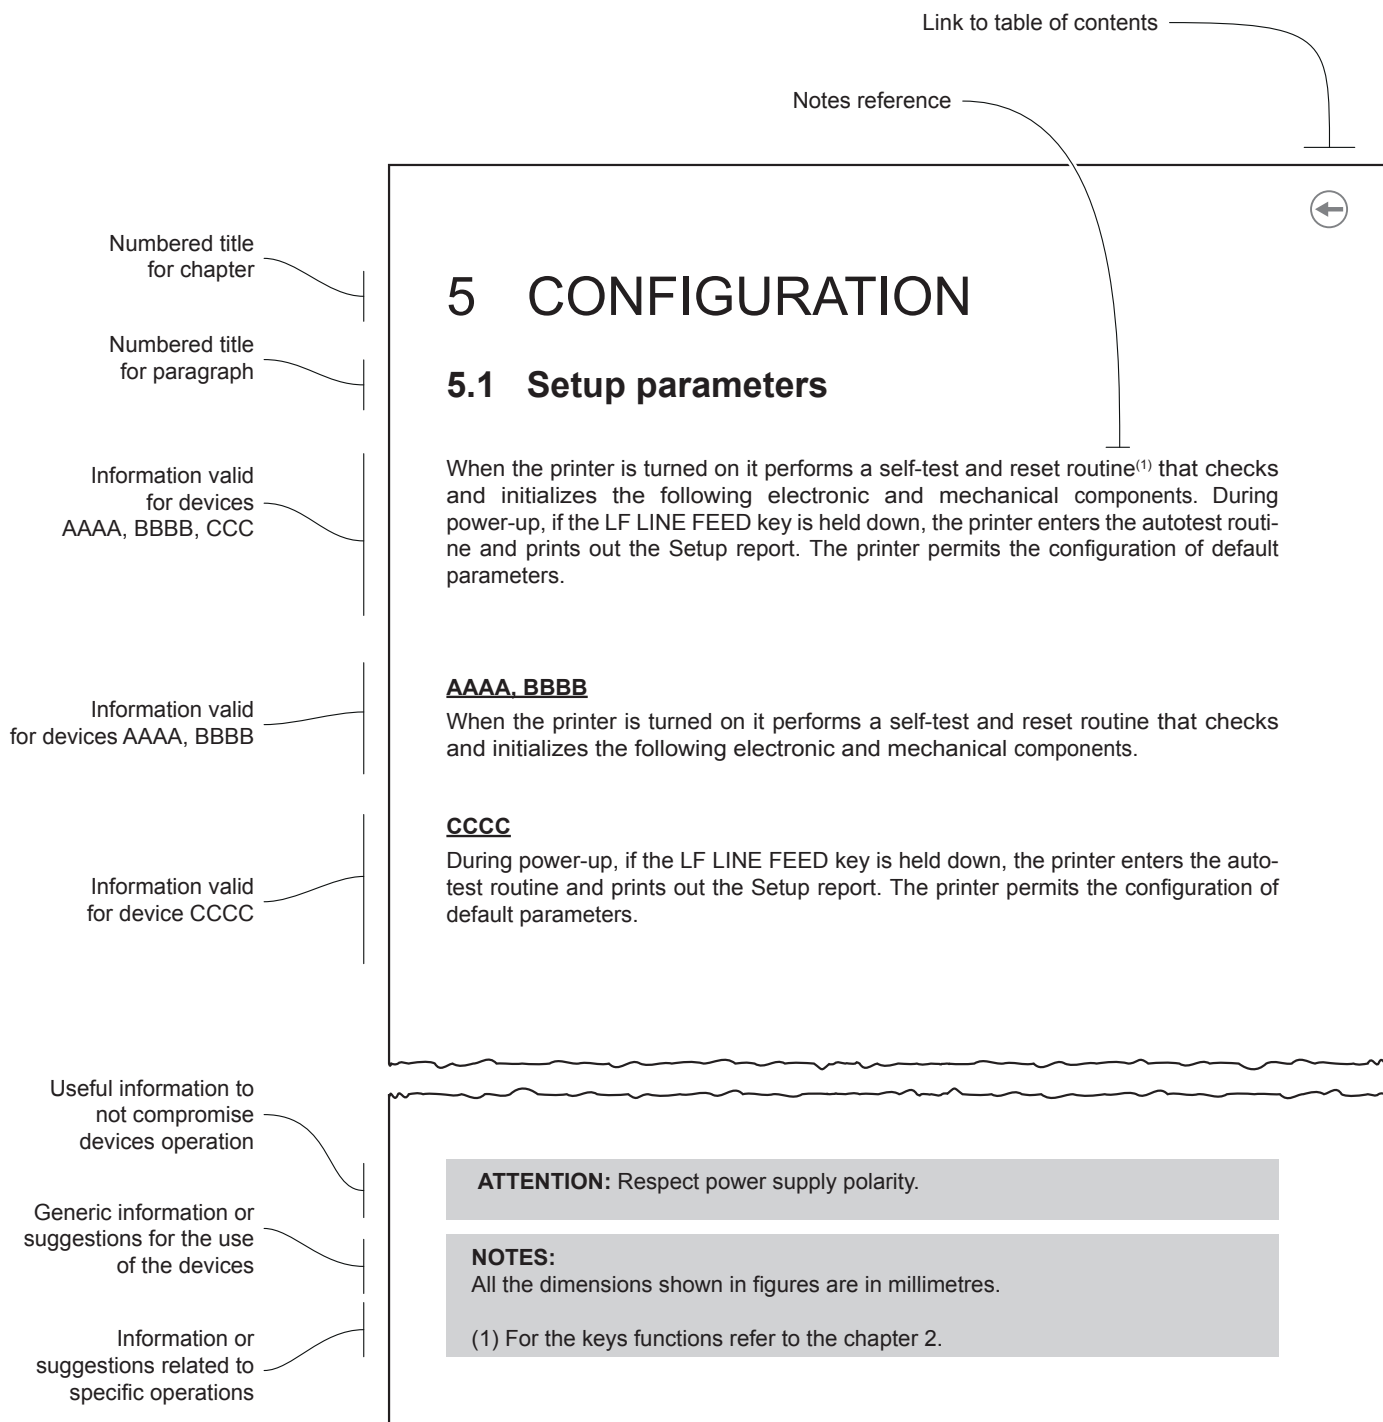 Link to table of contents
Notes reference
Numbered title
for chapter
5 CONFIGURATION
Numbered title
for paragraph
5.1 Setup parameters
Information valid
for devices
AAAA, BBBB, CCC
When the printer is turned on it performs a self-test and reset routine(1) that checks
and initializes the following electronic and mechanical components. During
power-up, if the LF LINE FEED key is held down, the printer enters the autotest routi-
ne and prints out the Setup report. The printer permits the configuration of default
parameters.
Information valid
for devices AAAA, BBBB
AAAA, BBBB
When the printer is turned on it performs a self-test and reset routine that checks
and initializes the following electronic and mechanical components.
Information valid
for device CCCC
CCCC
During power-up, if the LF LINE FEED key is held down, the printer enters the auto-
test routine and prints out the Setup report. The printer permits the configuration of
default parameters.
Useful information to
not compromise
devices operation
ATTENTION: Respect power supply polarity.
Generic information or
suggestions for the use
of the devices
NOTES:
All the dimensions shown in figures are in millimetres.
Information or
suggestions related to
specific operations
(1) For the keys functions refer to the chapter 2.